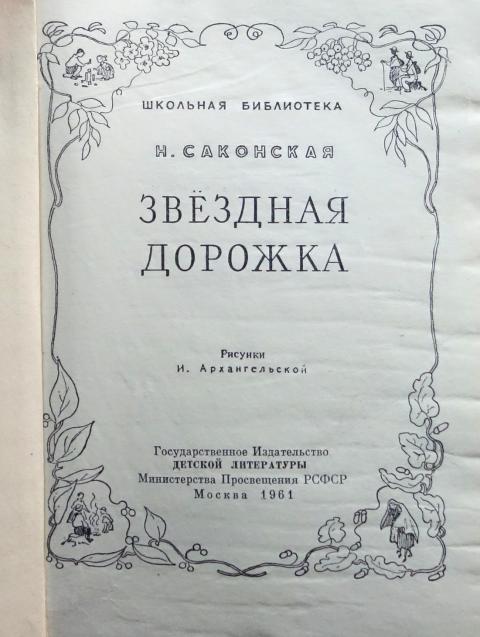 ШКОЛЬНАЯ БИБЛИОТЕКА
Н. САКОНСКАЯ
ЗВЁЗДНАЯ
ДОРОЖКА
Рисунки
И. Архангельской
Государственное Издательство
ДЕТСКОЙ ЛИТЕРАТУРЫ
Министерства Просвещения РСФСР
Москва 1961